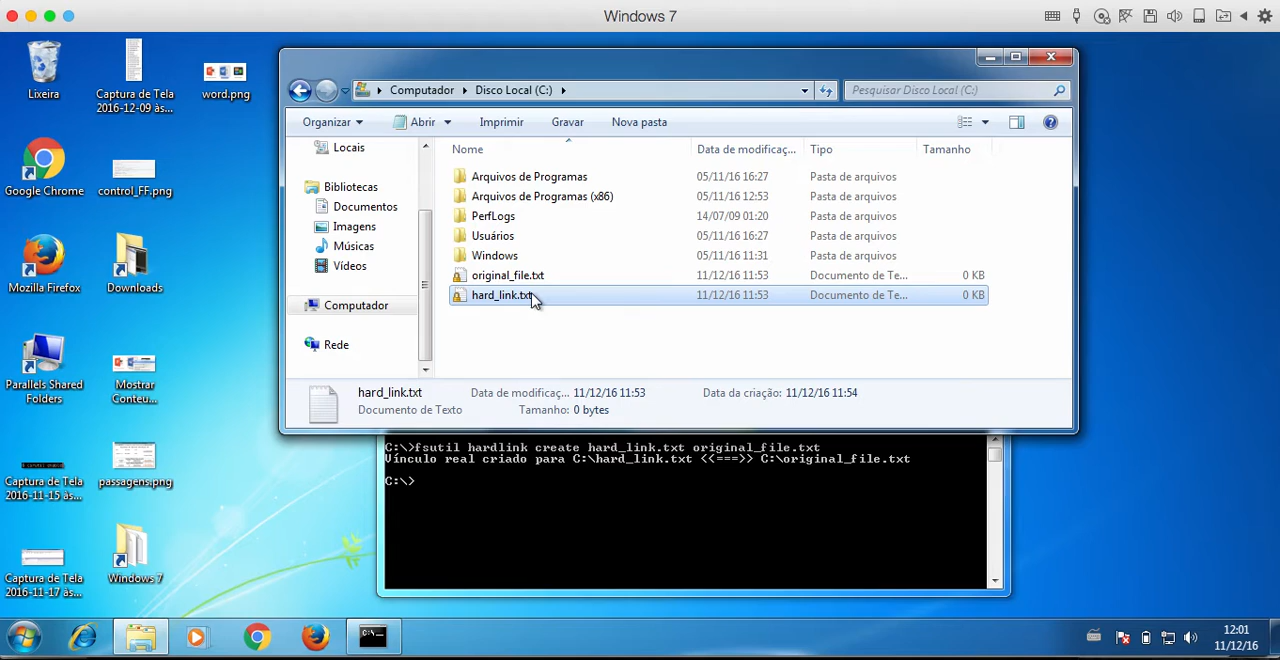 Windows 7
Lixeira
Captura de Tela
2016-12-09 às...
word.png
Google Chrome
control_FF.png
Mozilla Firefox
Downloads
Parallels Shared
Folders
Mostrar
Conteu...
Captura de Tela
2016-11-15 às...
passagens.png
Captura de Tela
2016-11-17 às...
Windows 7
Computador
Disco Local (C:)
Pesquisar Disco Local (C:)
Organizar
Abrir
Imprimir
Gravar
Nova pasta
Locais
Bibliotecas
Documentos
Imagens
Músicas
Vídeos
Computador
Rede
Nome Data de modificaç... Tipo Tamanho
Arquivos de Programas 05/11/16 16:27 Pasta de arquivos
Arquivos de Programas (x86) 05/11/16 12:53 Pasta de arquivos
PerfLogs 14/07/09 01:20 Pasta de arquivos
Usuários 05/11/16 16:27 Pasta de arquivos
Windows 05/11/16 11:31 Pasta de arquivos
original_file.txt 11/12/16 11:53 Documento de Te... 0 KB
hard_link.txt 11/12/16 11:53 Documento de Te... 0 KB
hard_link.txt Data de modificaç... 11/12/16 11:53 Data da criação: 11/12/16 11:54
Documento de Texto Tamanho: 0 bytes
C:\>fsutil hardlink create hard_link.txt original_file.txt
Vínculo real criado para C:\hard_link.txt <<===>> C:\original_file.txt
C:\>
12:01
11/12/16